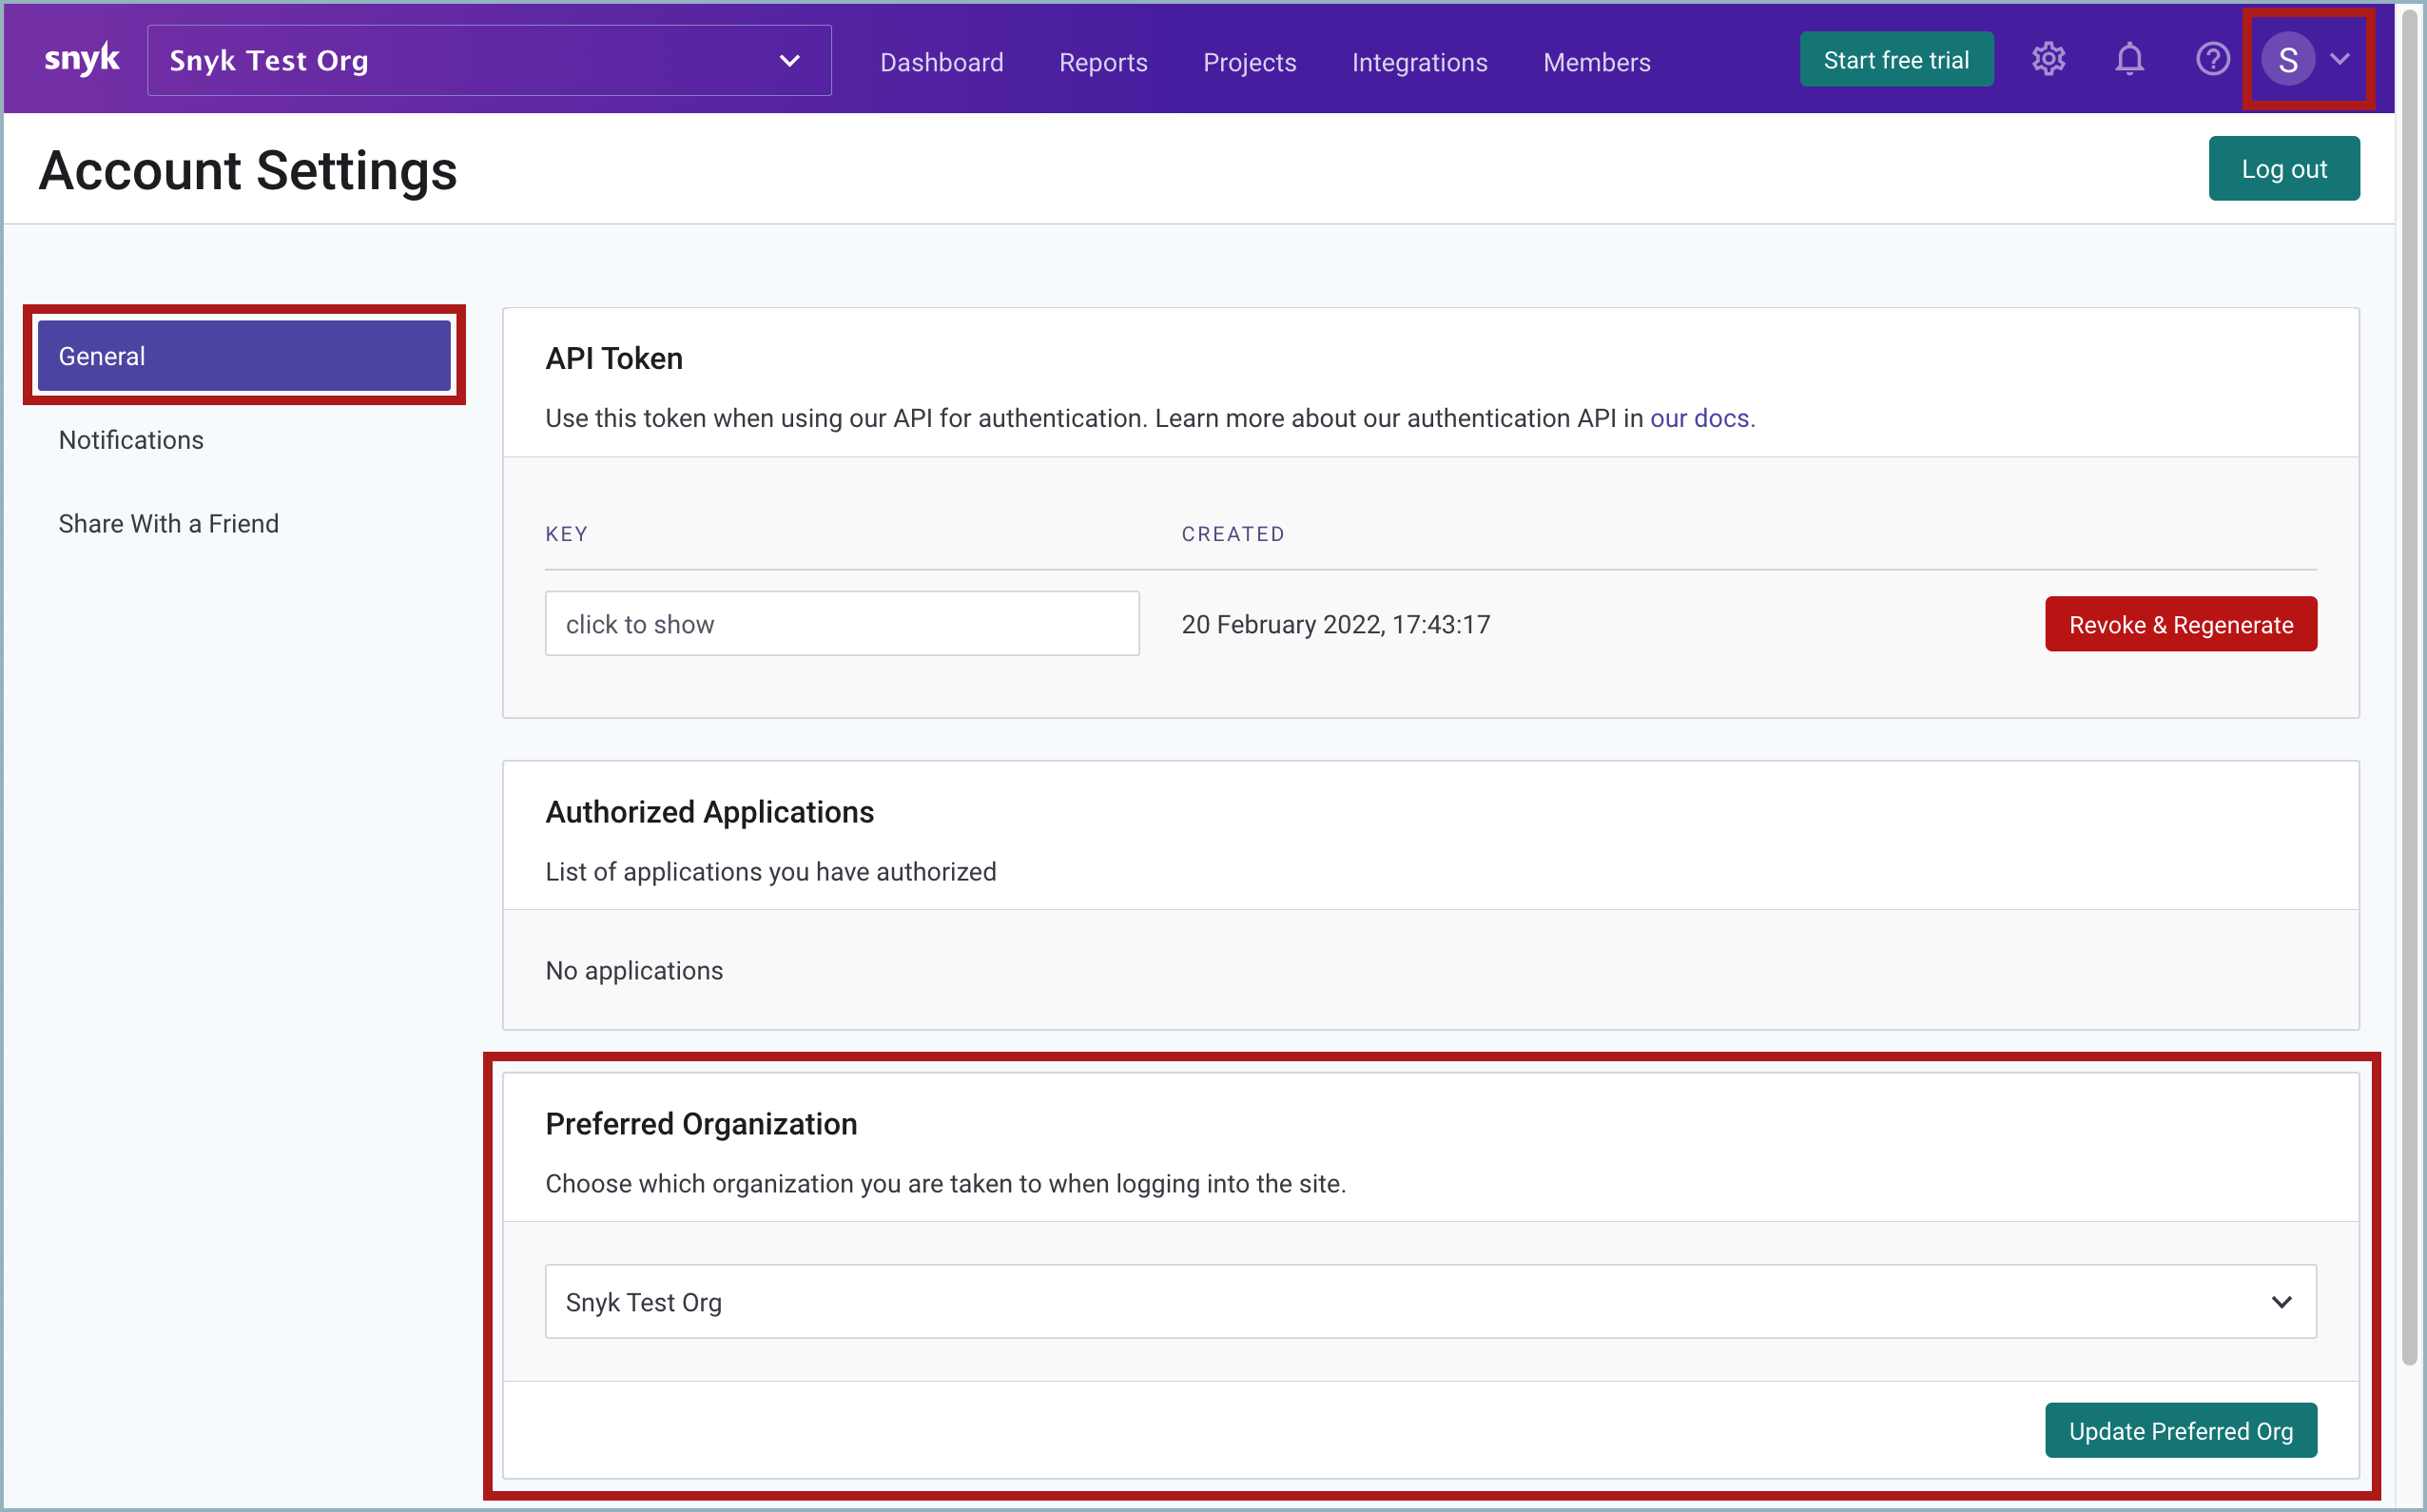 snyk
Snyk Test Org
Dashboard
Reports
Projects
Integrations
Members
Start free trial
?
S
Account Settings
Log out
General
Notifications
Share With a Friend
API Token
Use this token when using our API for authentication. Learn more about our authentication API in our docs.
KEY
CREATED
click to show
20 February 2022, 17:43:17
Revoke & Regenerate
Authorized Applications
List of applications you have authorized
No applications
Preferred Organization
Choose which organization you are taken to when logging into the site.
Snyk Test Org
Update Preferred Org